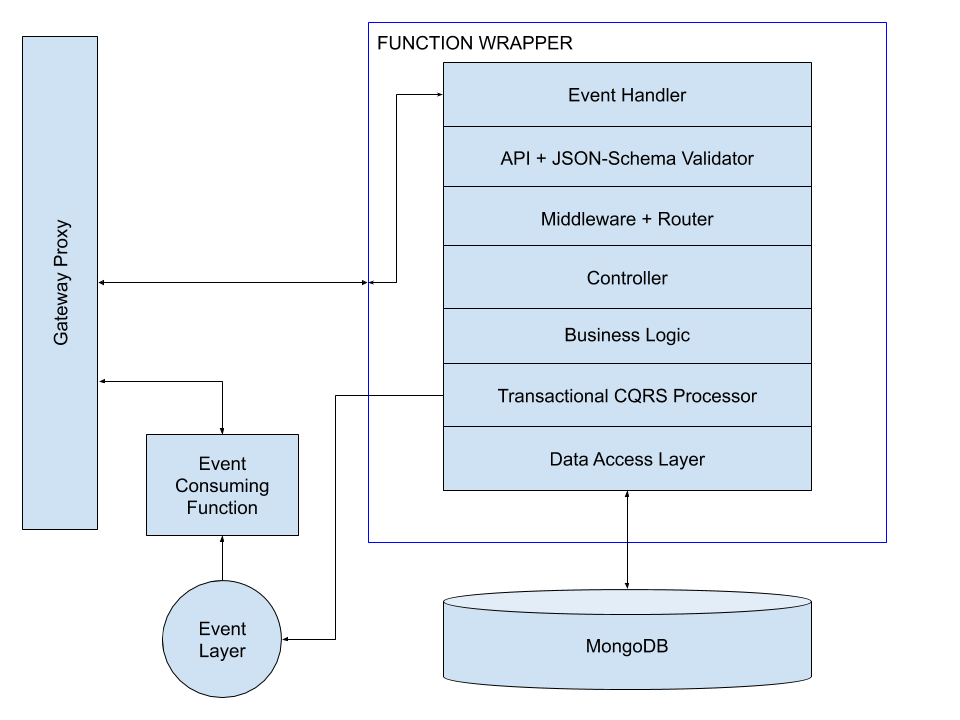 FUNCTION WRAPPER
Event Handler
API + JSON-Schema Validator
Middleware + Router
Controller
Business Logic
Transactional CQRS Processor
Data Access Layer
Gateway Proxy
Event
Consuming
Function
Event
Layer
MongoDB